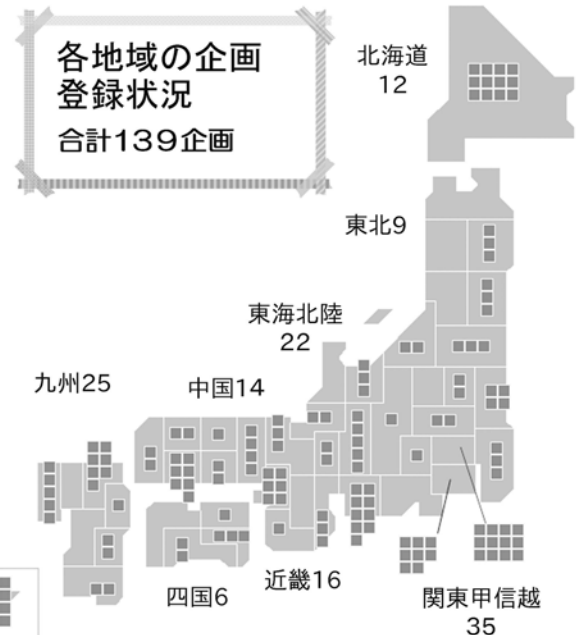 各地域の企画
登録状況
合計139企画
北海道
12
東北9
東海北陸
22
九州25
中国14
四国6
近畿16
関東甲信越
35